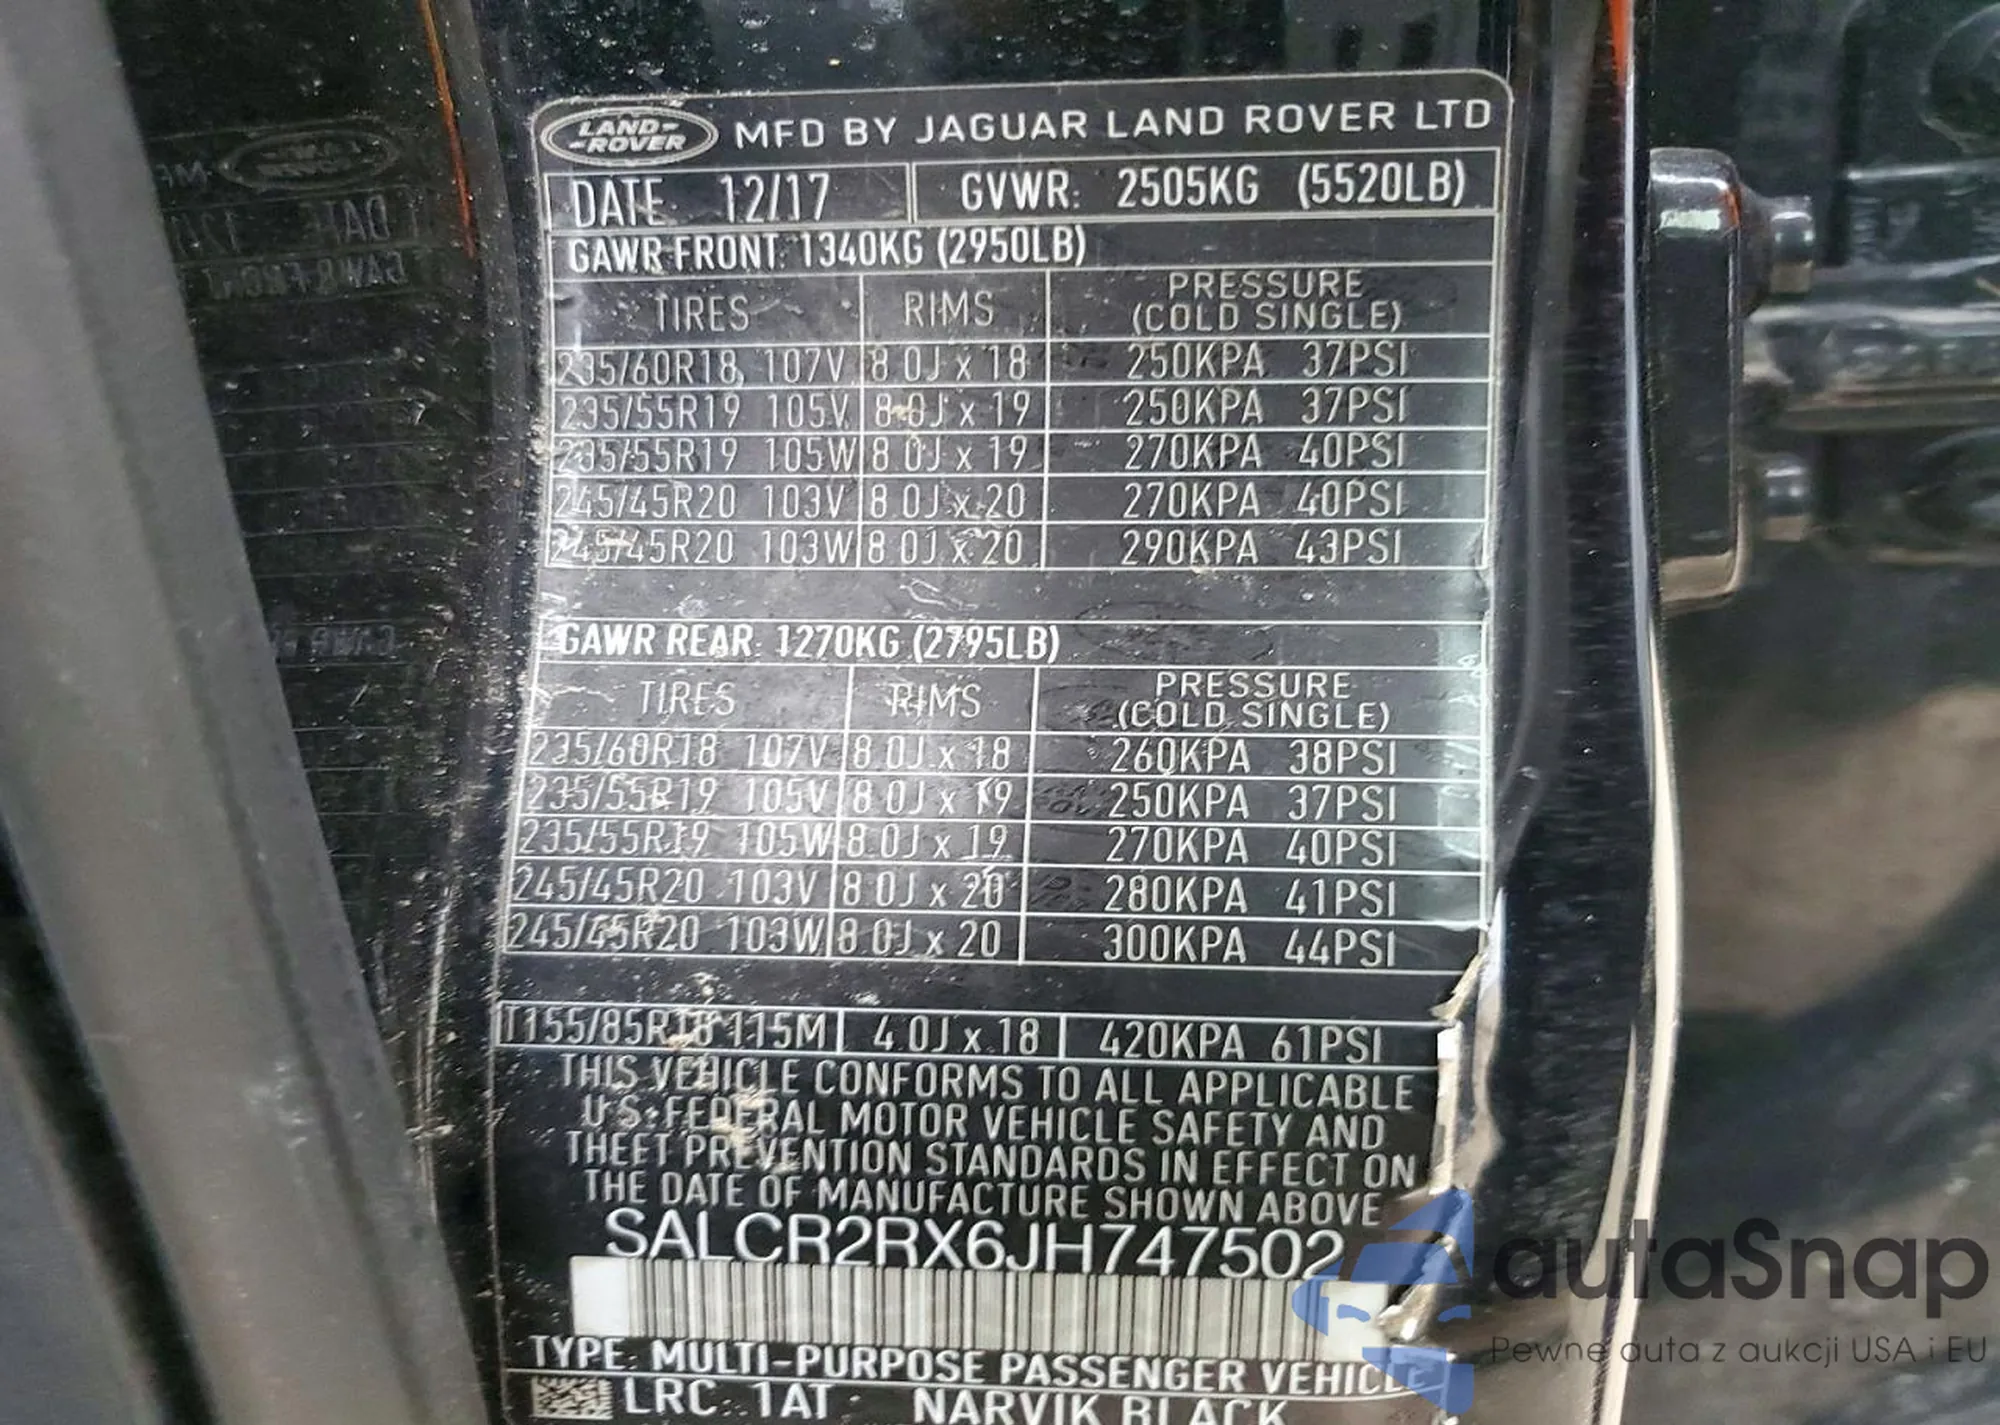 LAND-
-ROVER
MFD BY JAGUAR LAND ROVER LTD
DATE: 12/17 GVWR: 2505KG (5520LB)
GAWR FRONT: 1340KG (2950LB)
TIRES RIMS PRESSURE (COLD SINGLE)
235/60R18 107V 8.0J x 18 250KPA 37PSI
235/55R19 105V 8.0J x 19 250KPA 37PSI
235/55R19 105W 8.0J x 19 270KPA 40PSI
245/45R20 103V 8.0J x 20 270KPA 40PSI
245/45R20 103W 8.0J x 20 290KPA 43PSI
GAWR REAR: 1270KG (2795LB)
TIRES RIMS PRESSURE (COLD SINGLE)
235/60R18 107V 8.0J x 18 260KPA 38PSI
235/55R19 105V 8.0J x 19 250KPA 37PSI
235/55R19 105W 8.0J x 19 270KPA 40PSI
245/45R20 103V 8.0J x 20 280KPA 41PSI
245/45R20 103W 8.0J x 20 300KPA 44PSI
T155/85R18 115M 4.0J x 18 420KPA 61PSI
THIS VEHICLE CONFORMS TO ALL APPLICABLE
U.S. FEDERAL MOTOR VEHICLE SAFETY AND
THEFT PREVENTION STANDARDS IN EFFECT ON
THE DATE OF MANUFACTURE SHOWN ABOVE
SALCR2RX6JH747502
TYPE: MULTI-PURPOSE PASSENGER VEHICLE
LRC: 1AT NARVIK BLACK
autaSnap
Pewne auta z aukcji USA i EU